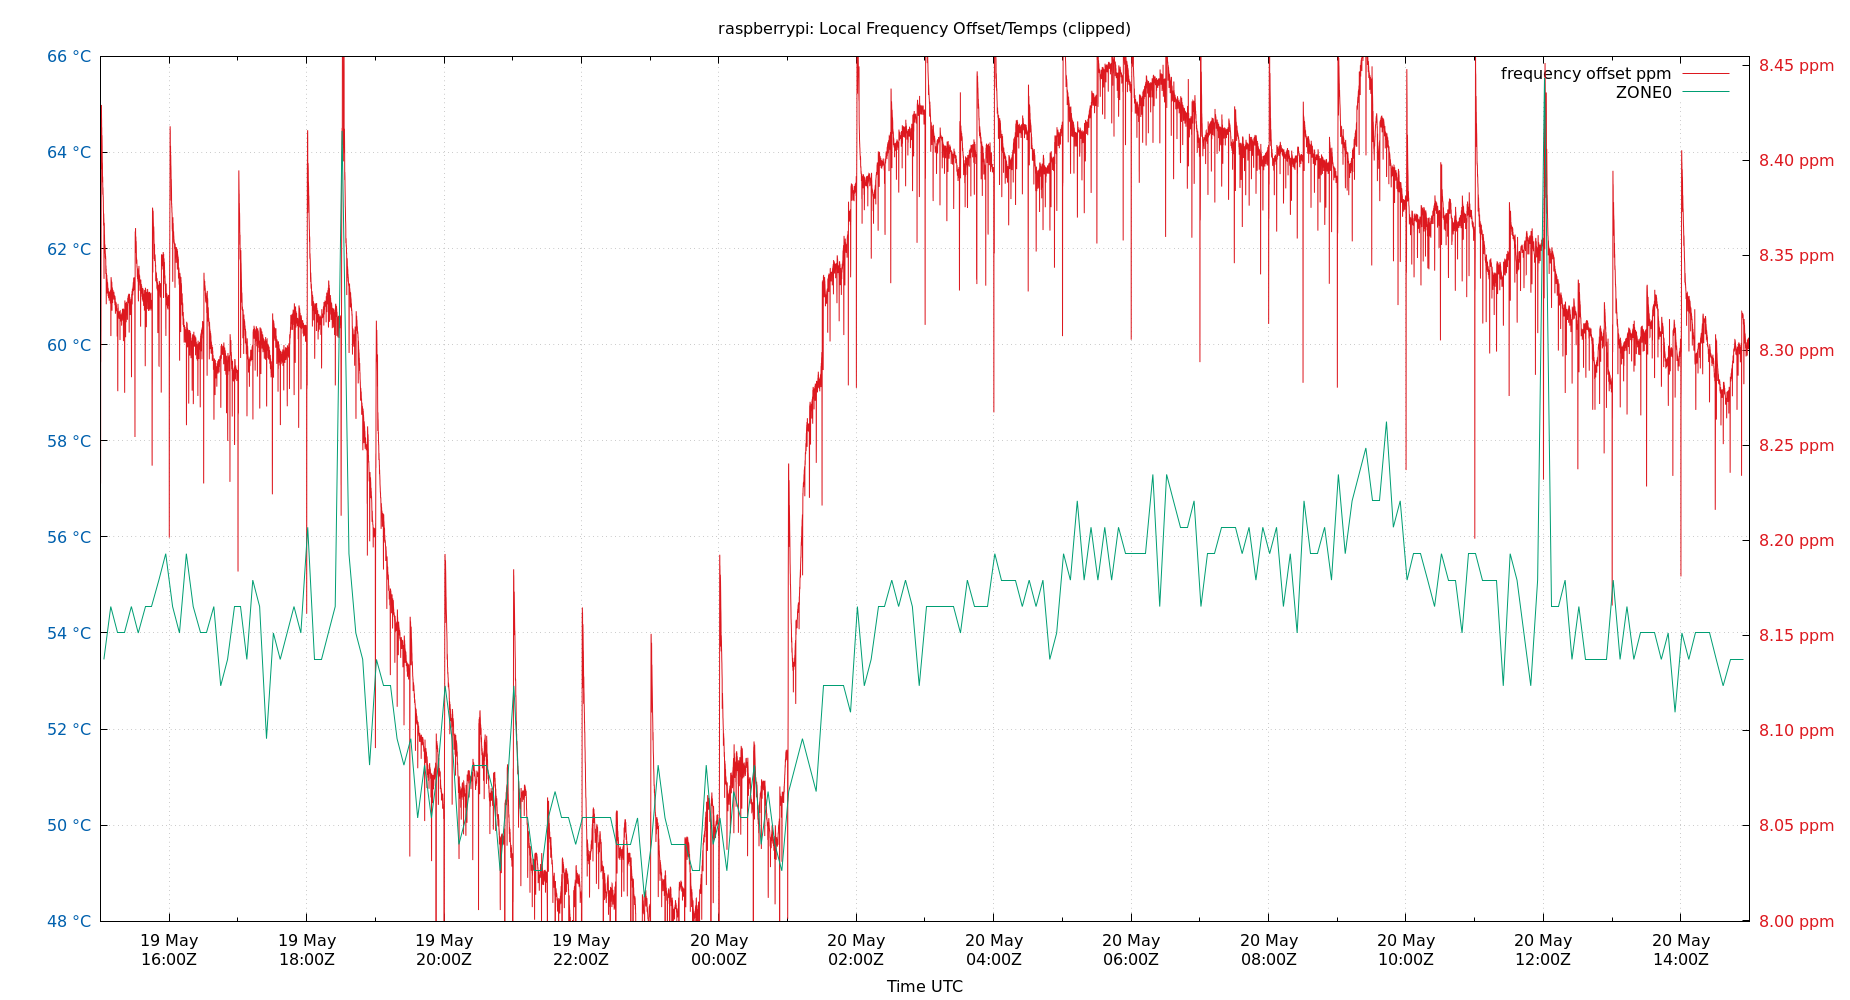 raspberrypi: Local Frequency Offset/Temps (clipped)
frequency offset ppm
ZONE0
66 °C
64 °C
62 °C
60 °C
58 °C
56 °C
54 °C
52 °C
50 °C
48 °C
8.45 ppm
8.40 ppm
8.35 ppm
8.30 ppm
8.25 ppm
8.20 ppm
8.15 ppm
8.10 ppm
8.05 ppm
8.00 ppm
19 May
16:00Z
19 May
18:00Z
19 May
20:00Z
19 May
22:00Z
20 May
00:00Z
20 May
02:00Z
20 May
04:00Z
20 May
06:00Z
20 May
08:00Z
20 May
10:00Z
20 May
12:00Z
20 May
14:00Z
Time UTC